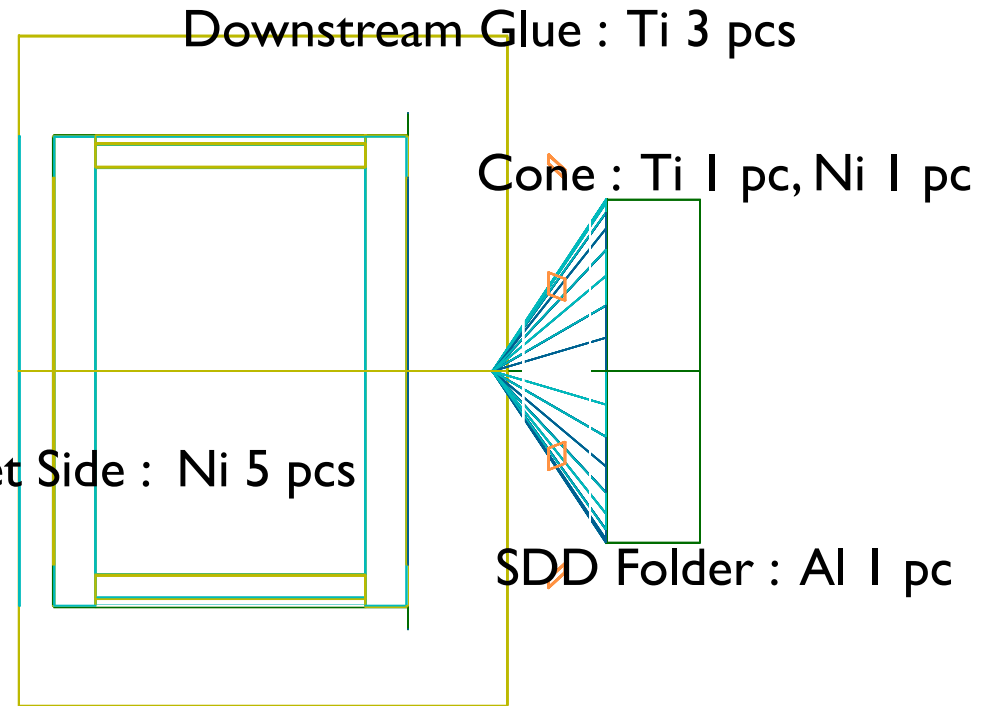 Downstream Glue : Ti 3 pcs
Cone : Ti 1 pc, Ni 1 pc
Side : Ni 5 pcs
SDD Folder : Al 1 pc